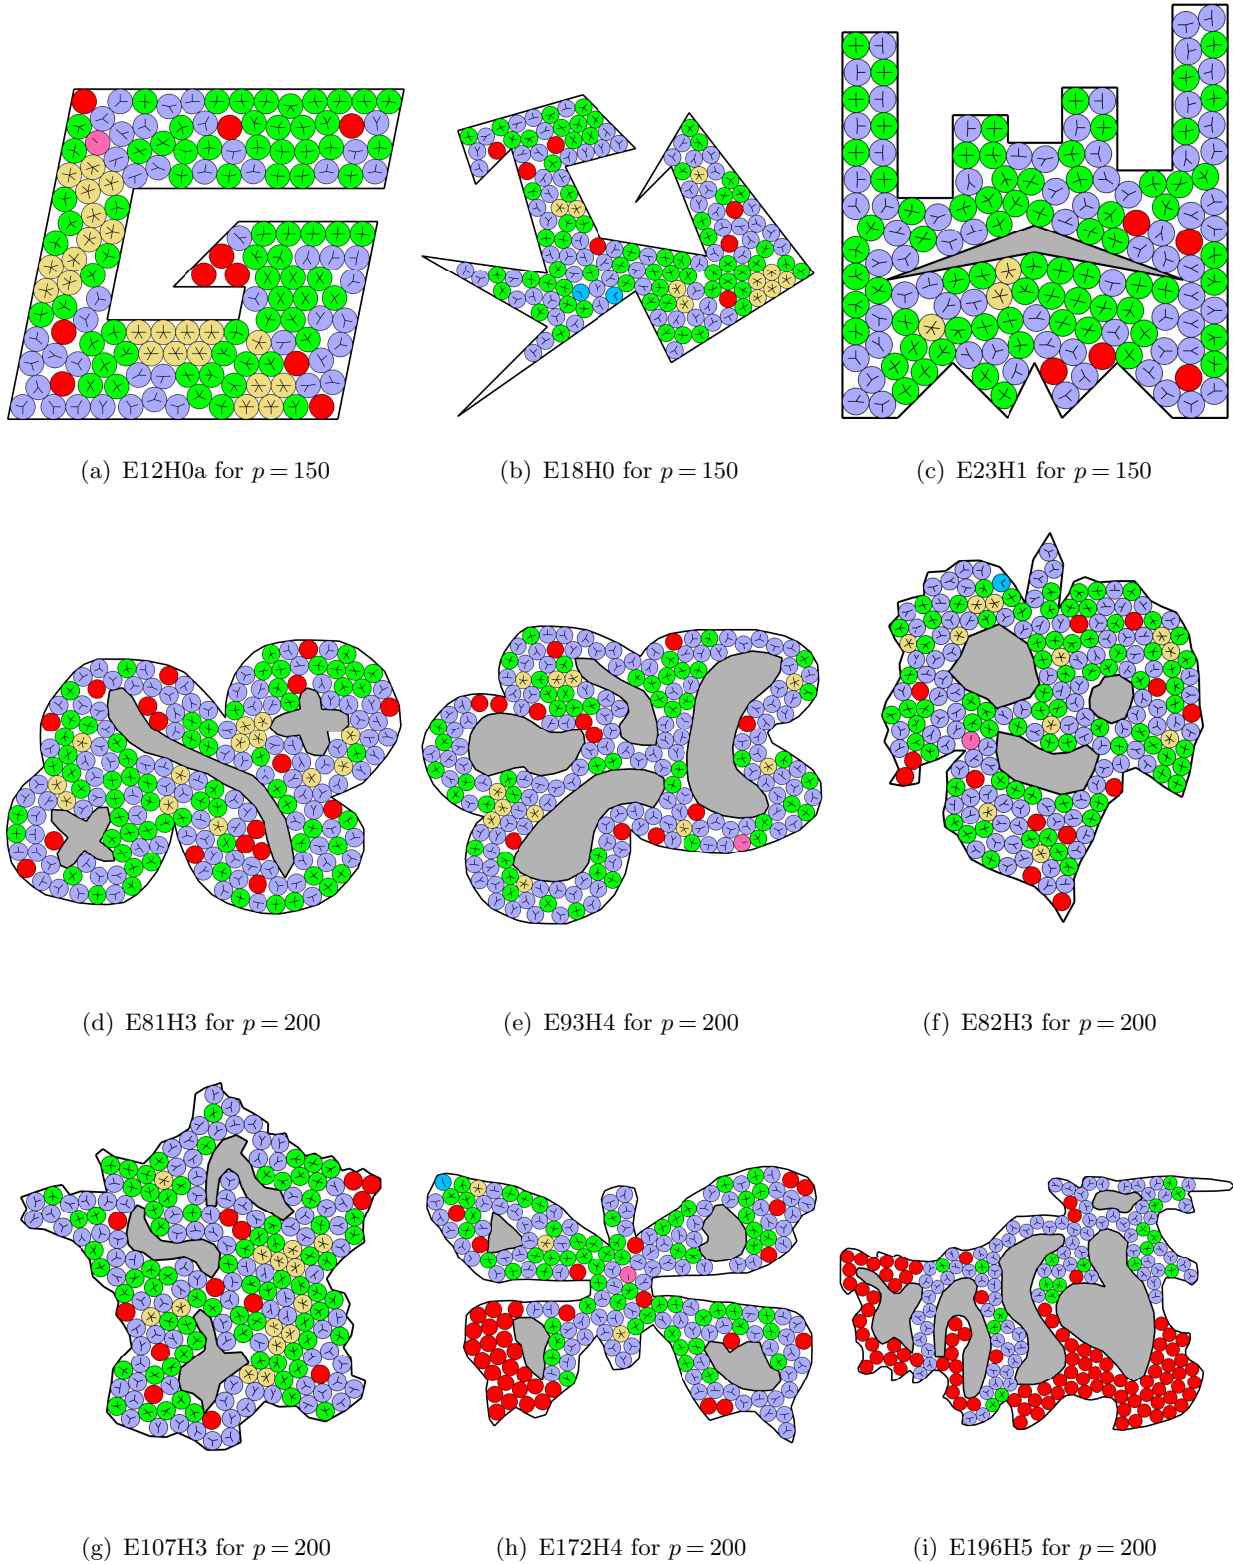 (a) E12H0a for p = 150
(b) E18H0 for p = 150
(c) E23H1 for p = 150
(d) E81H3 for p = 200
(e) E93H4 for p = 200
(f) E82H3 for p = 200
(g) E107H3 for p = 200
(h) E172H4 for p = 200
(i) E196H5 for p = 200